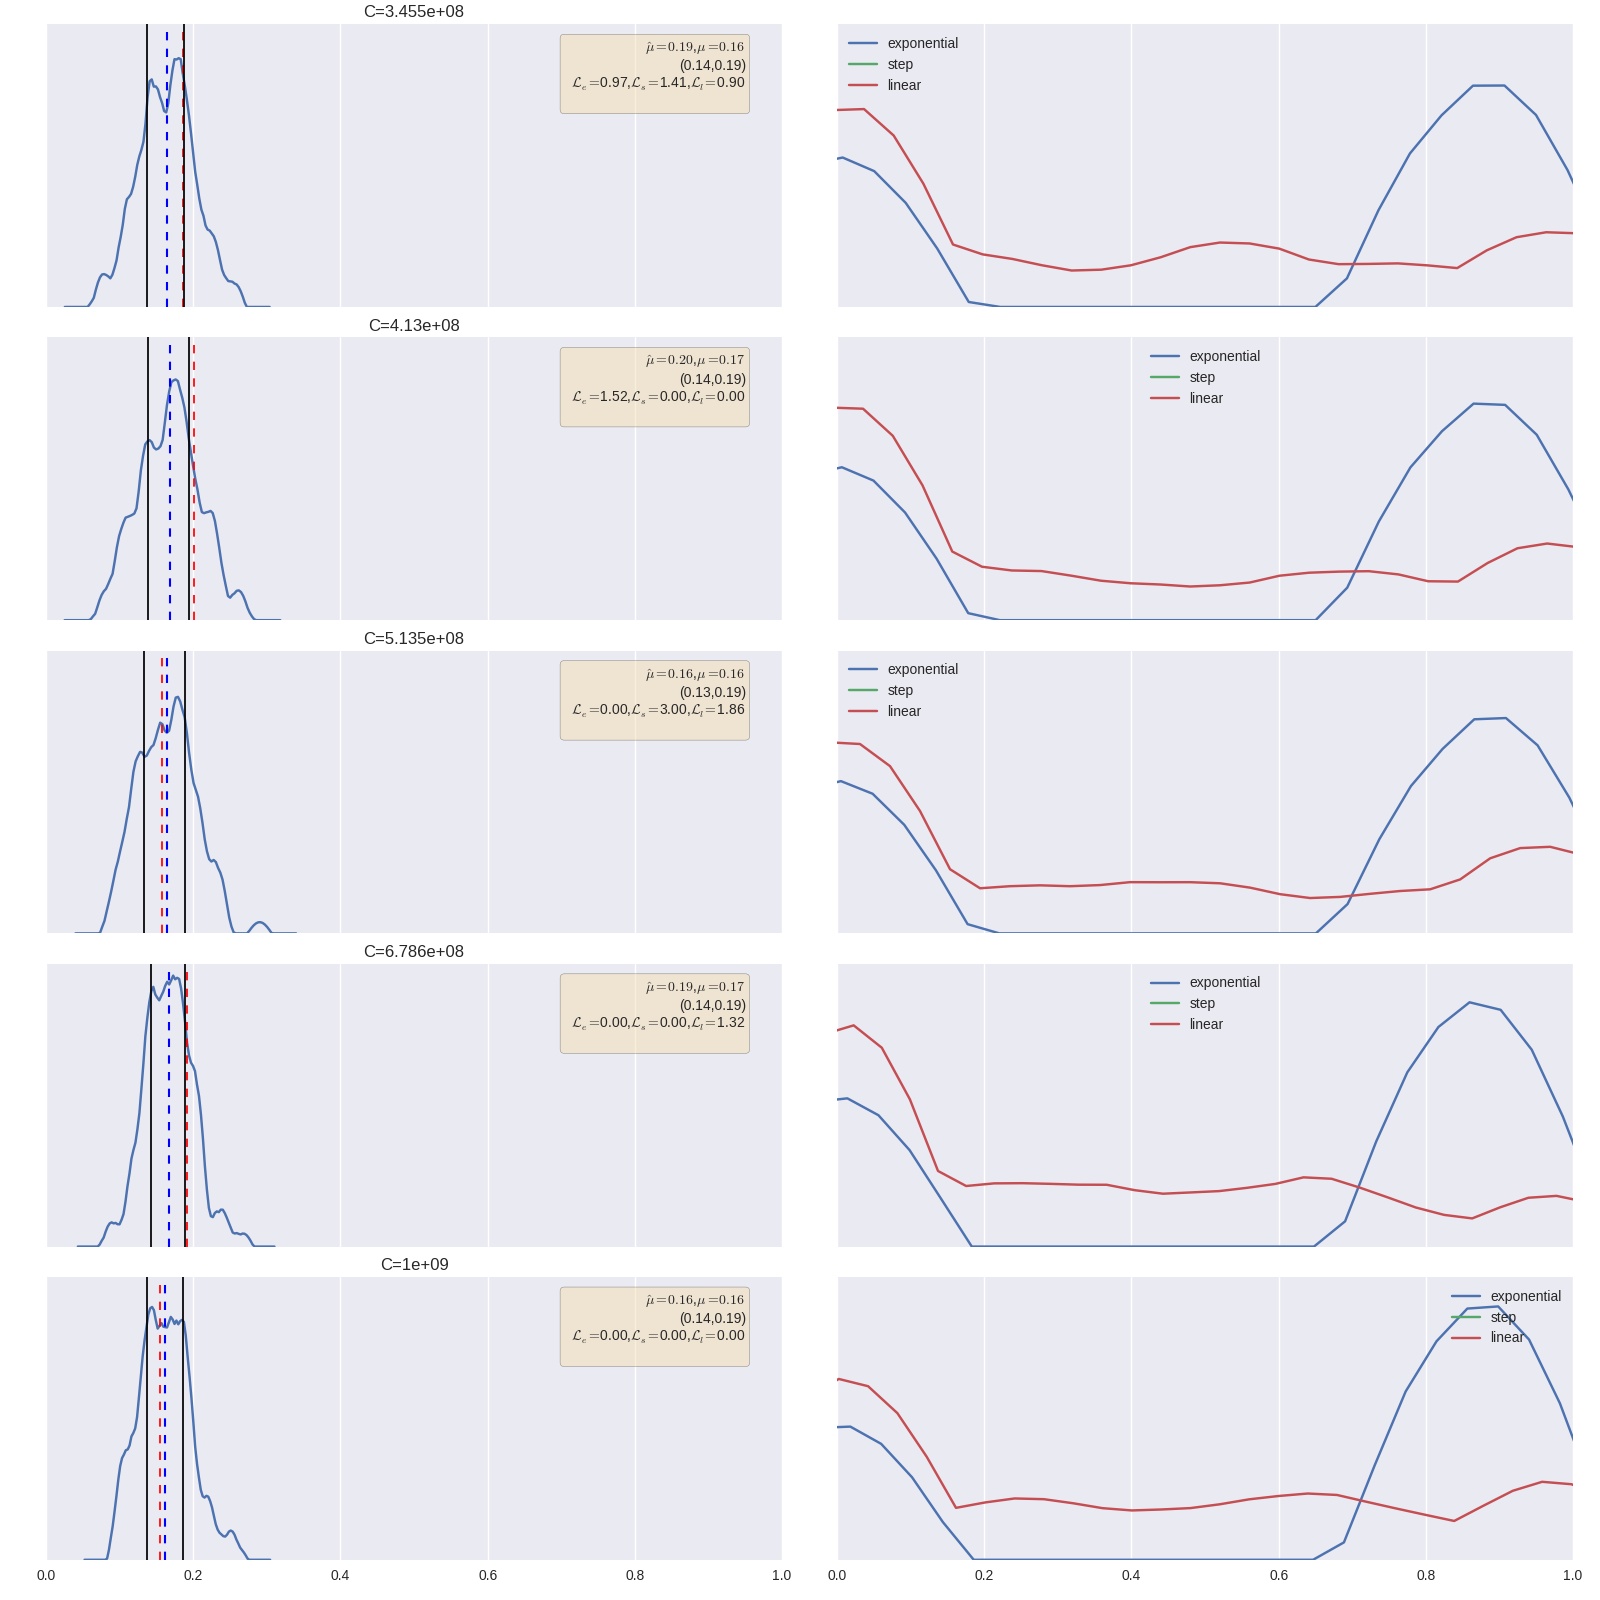 C=3.455e+08
μ̂=0.19,μ=0.16
(0.14,0.19)
ℒₑ=0.97,ℒₛ=1.41,ℒₗ=0.90
exponential
step
linear
C=4.13e+08
μ̂=0.20,μ=0.17
(0.14,0.19)
ℒₑ=1.52,ℒₛ=0.00,ℒₗ=0.00
exponential
step
linear
C=5.135e+08
μ̂=0.16,μ=0.16
(0.13,0.19)
ℒₑ=0.00,ℒₛ=3.00,ℒₗ=1.86
exponential
step
linear
C=6.786e+08
μ̂=0.19,μ=0.17
(0.14,0.19)
ℒₑ=0.00,ℒₛ=0.00,ℒₗ=1.32
exponential
step
linear
C=1e+09
μ̂=0.16,μ=0.16
(0.14,0.19)
ℒₑ=0.00,ℒₛ=0.00,ℒₗ=0.00
exponential
step
linear
0.0 0.2 0.4 0.6 0.8 1.0
0.0 0.2 0.4 0.6 0.8 1.0